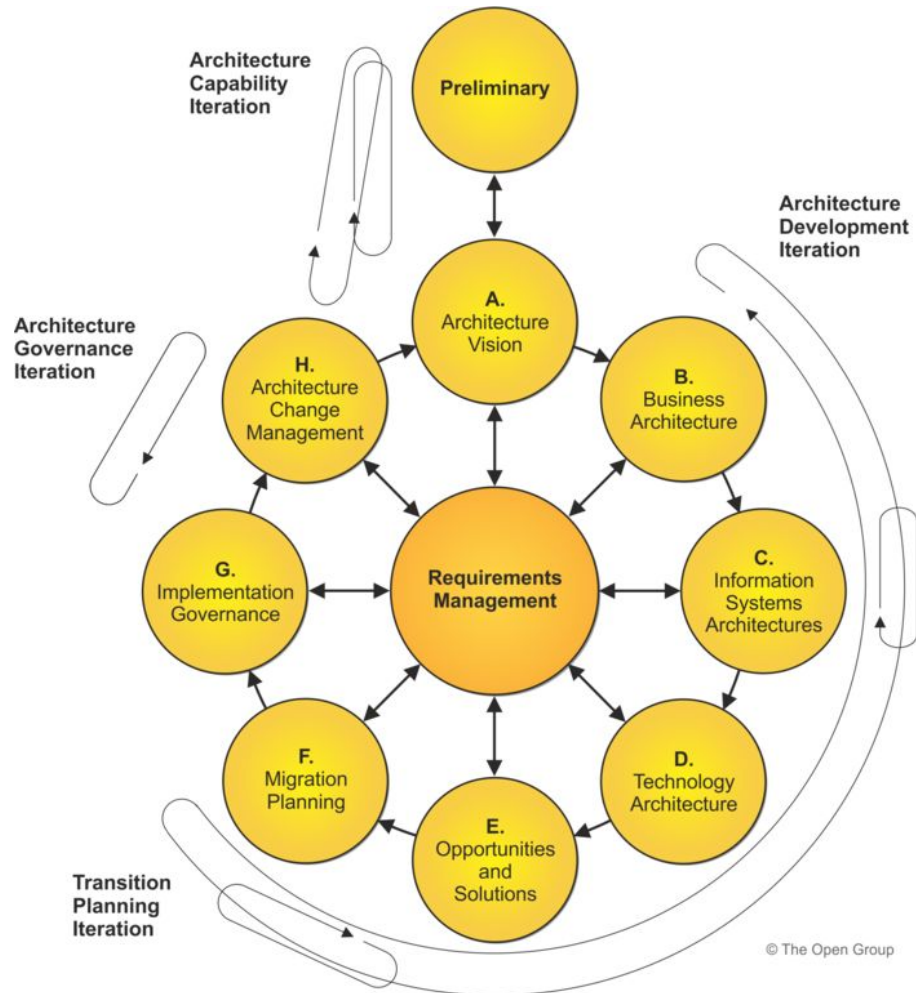 Architecture
Capability
Iteration
Preliminary
Architecture
Development
Iteration
A.
Architecture
Vision
Architecture
Governance
Iteration
H.
Architecture
Change
Management
B.
Business
Architecture
G.
Implementation
Governance
Requirements
Management
C.
Information
Systems
Architectures
F.
Migration
Planning
D.
Technology
Architecture
E.
Opportunities
and
Solutions
Transition
Planning
Iteration
© The Open Group